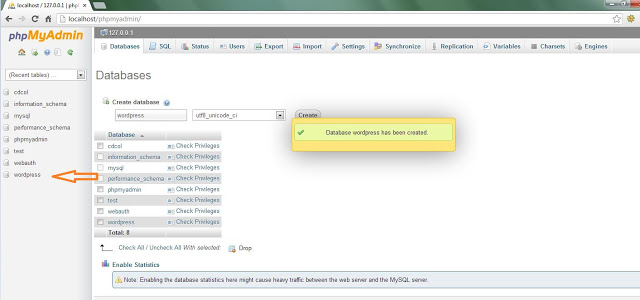 localhost / 127.0.0.1 | php
localhost/phpmyadmin/
phpMyAdmin
(Recent tables) ...
cdcol
information_schema
mysql
performance_schema
phpmyadmin
test
webauth
wordpress
127.0.0.1
Databases SQL Status Users Export Import Settings Synchronize Replication Variables Charsets Engines
Databases
Create database
wordpress utf8_unicode_ci Create
Database wordpress has been created.
Database
cdcol Check Privileges
information_schema Check Privileges
mysql Check Privileges
performance_schema Check Privileges
phpmyadmin Check Privileges
test Check Privileges
webauth Check Privileges
wordpress Check Privileges
Total: 8
Check All / Uncheck All With selected: Drop
Enable Statistics
Note: Enabling the database statistics here might cause heavy traffic between the web server and the MySQL server.